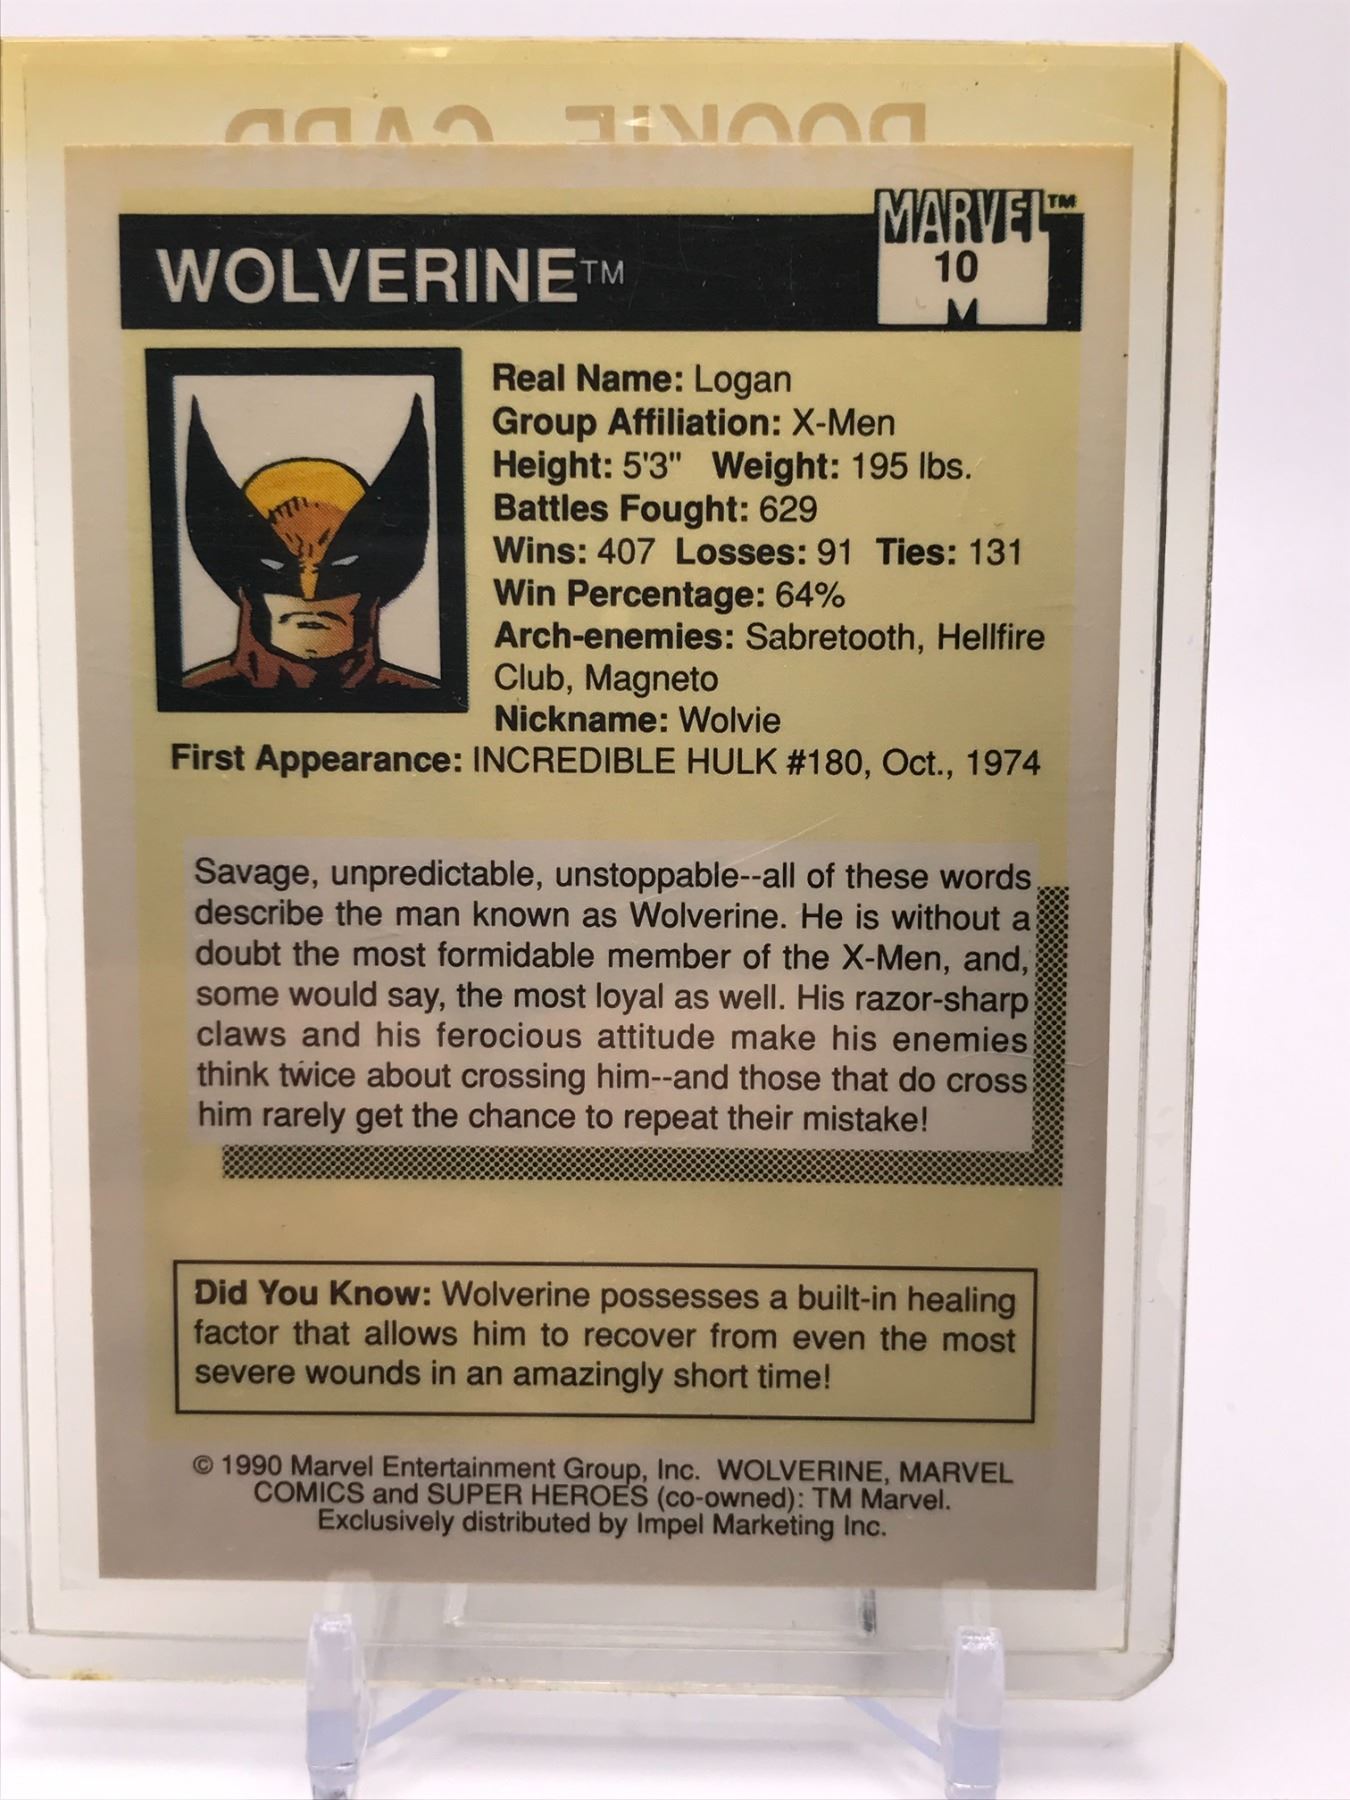 ROOKIE CARD
MARVEL™
WOLVERINE™
10
M
Real Name: Logan
Group Affiliation: X-Men
Height: 5'3" Weight: 195 lbs.
Battles Fought: 629
Wins: 407 Losses: 91 Ties: 131
Win Percentage: 64%
Arch-enemies: Sabretooth, Hellfire
Club, Magneto
Nickname: Wolvie
First Appearance: INCREDIBLE HULK #180, Oct., 1974
Savage, unpredictable, unstoppable--all of these words
describe the man known as Wolverine. He is without a
doubt the most formidable member of the X-Men, and,
some would say, the most loyal as well. His razor-sharp
claws and his ferocious attitude make his enemies
think twice about crossing him--and those that do cross
him rarely get the chance to repeat their mistake!
Did You Know: Wolverine possesses a built-in healing
factor that allows him to recover from even the most
severe wounds in an amazingly short time!
© 1990 Marvel Entertainment Group, Inc. WOLVERINE, MARVEL
COMICS and SUPER HEROES (co-owned): TM Marvel.
Exclusively distributed by Impel Marketing Inc.